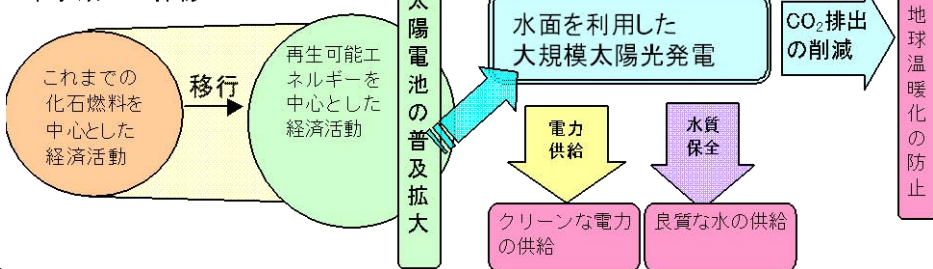 これまでの
化石燃料を
中心とした
経済活動
移行
再生可能エ
ネルギーを
中心とした
経済活動
太陽電池の普及拡大
水面を利用した
大規模太陽光発電
CO₂排出
の削減
地球温暖化の防止
電力
供給
水質
保全
クリーンな電力
の供給
良質な水の供給